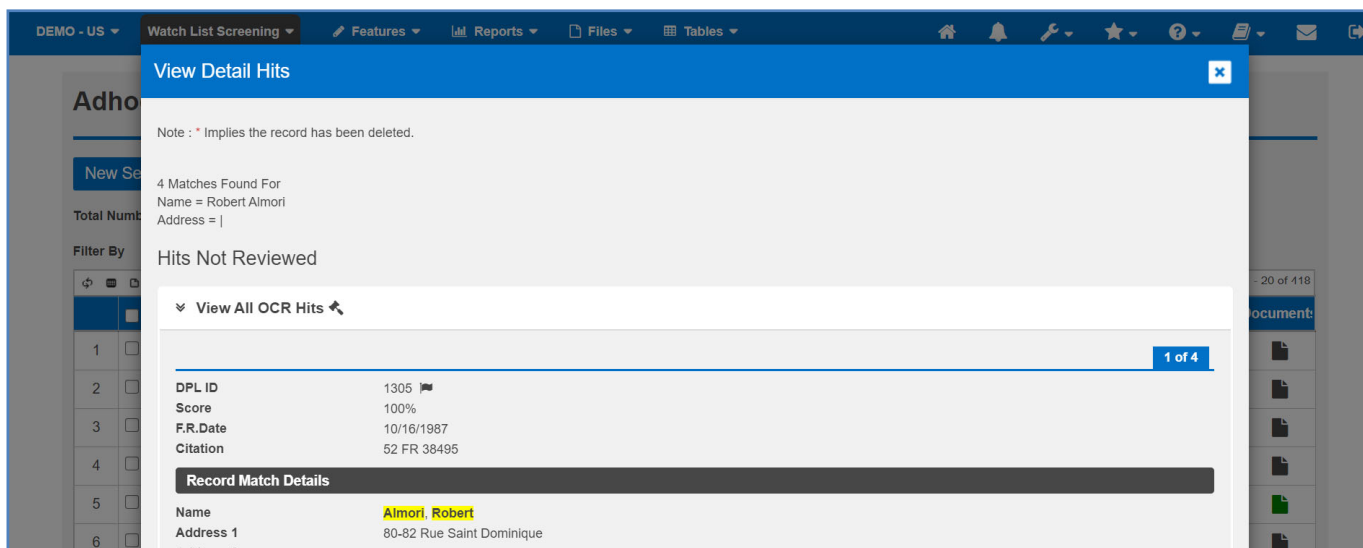 DEMO - US Watch List Screening Features Reports Files Tables
View Detail Hits
Adho
Note : * Implies the record has been deleted.
New Se
4 Matches Found For
Name = Robert Almori
Total Numb
Address = |
Filter By
Hits Not Reviewed
- 20 of 418
View All OCR Hits
ocuments
1
1 of 4
2
DPL ID 1305
Score 100%
3
F.R.Date 10/16/1987
Citation 52 FR 38495
4
Record Match Details
5
Name Almori, Robert
Address 1 80-82 Rue Saint Dominique
6